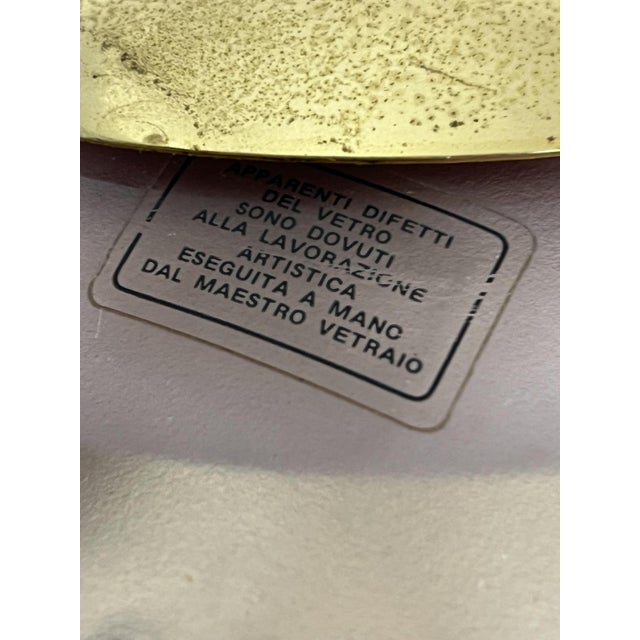 APPARENTI DIFETTI
DEL VETRO
SONO DOVUTI
ALLA LAVORAZIONE
ARTISTICA
ESEGUITA A MANO
DAL MAESTRO VETRAIO